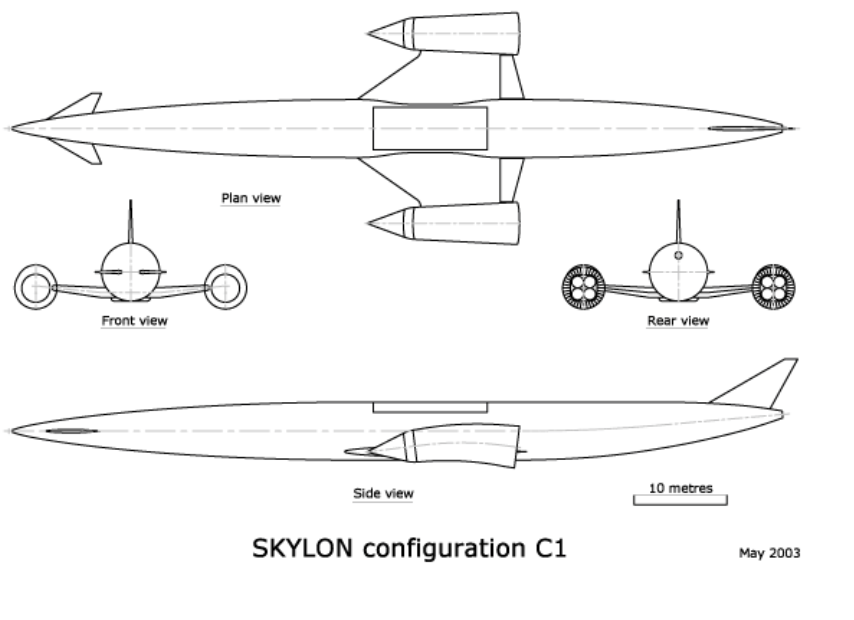 Plan view
Front view
Rear view
Side view
10 metres
SKYLON configuration C1
May 2003